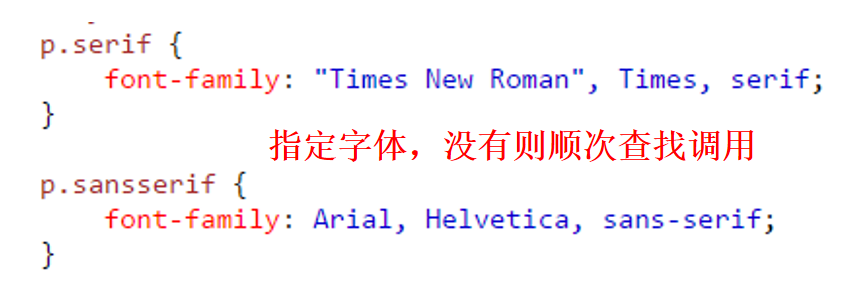 p.serif {
    font-family: "Times New Roman", Times, serif;
}
指定字体，没有则顺次查找调用
p.sansserif {
    font-family: Arial, Helvetica, sans-serif;
}